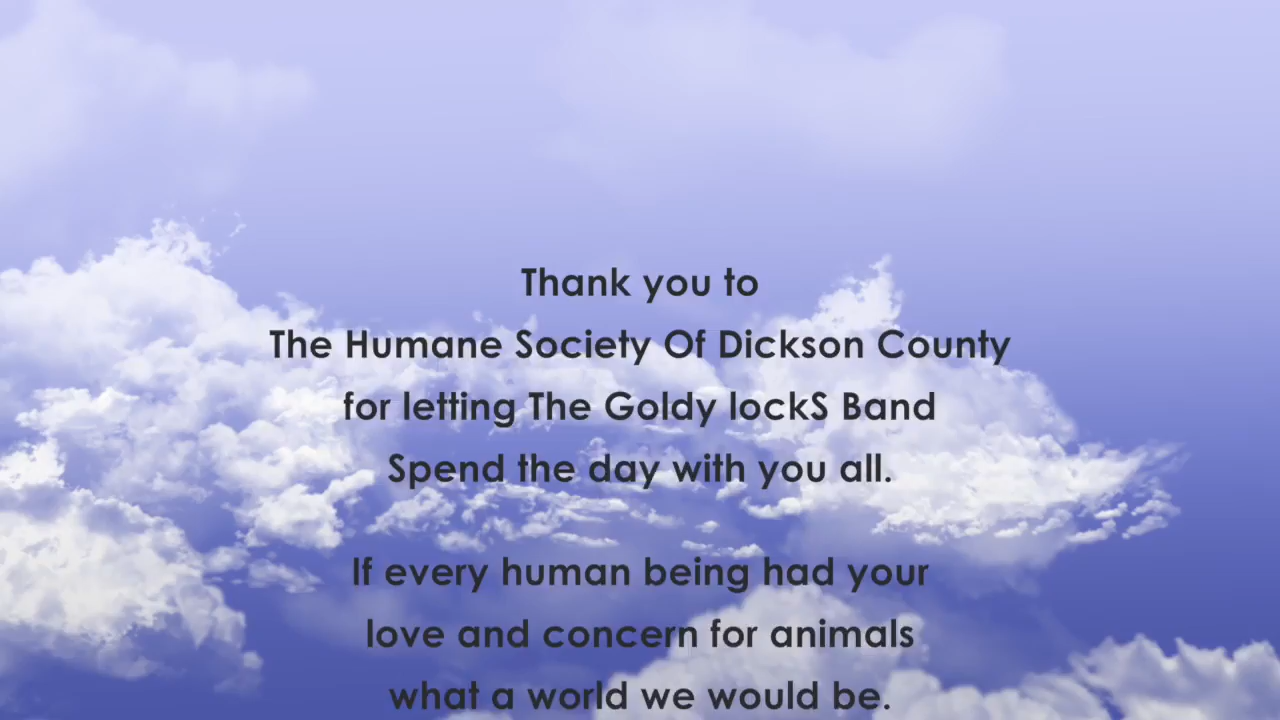 Thank you to
The Humane Society Of Dickson County
for letting The Goldy lockS Band
Spend the day with you all.
If every human being had your
love and concern for animals
what a world we would be.